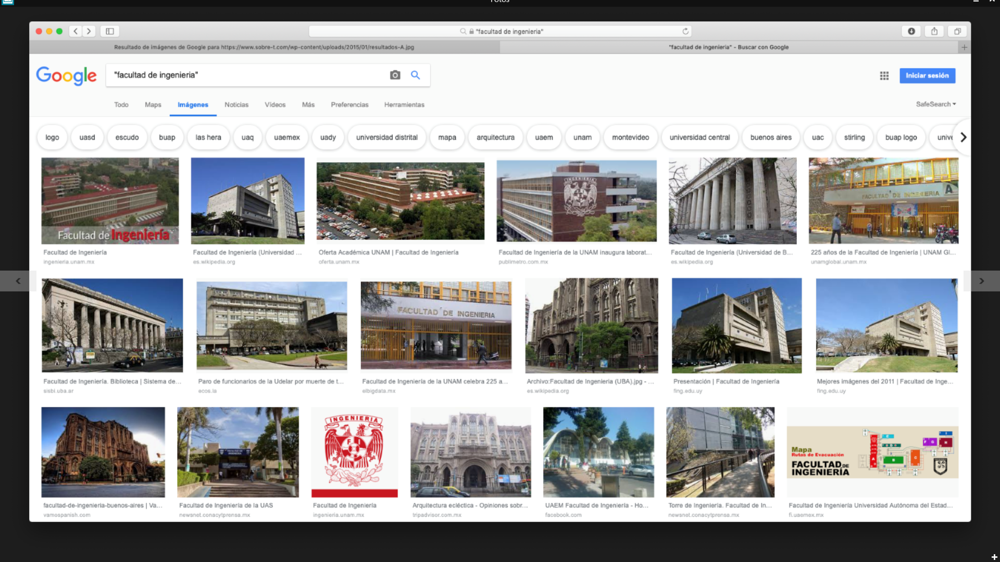 Fotos
"facultad de ingenieria"
Resultado de imágenes de Google para https://www.sobre-t.com/wp-content/uploads/2015/01/resultados-A.jpg
"facultad de ingenieria" - Buscar con Google
Google
"facultad de ingenieria"
Iniciar sesión
Todo Maps Imágenes Noticias Vídeos Más Preferencias Herramientas
SafeSearch
logo uasd escudo buap las hera uaq uaemex uady universidad distrital mapa arquitectura uaem unam montevideo universidad central buenos aires uac stirling buap logo unive
Facultad de Ingeniería
INGENIERIA
FACULTAD DE INGENIERIA A
Facultad de Ingeniería
ingenieria.unam.mx
Facultad de Ingeniería (Universidad ...
es.wikipedia.org
Oferta Académica UNAM | Facultad de Ingeniería
oferta.unam.mx
Facultad de Ingeniería de la UNAM inaugura laborat...
publimetro.com.mx
Facultad de Ingeniería (Universidad de B...
es.wikipedia.org
225 años de la Facultad de Ingeniería | UNAM Gl...
unamglobal.unam.mx
FACULTAD DE INGENIERIA
Facultad de Ingeniería. Biblioteca | Sistema de...
sisbi.uba.ar
Paro de funcionarios de la Udelar por muerte de t...
ecos.la
Facultad de Ingeniería de la UNAM celebra 225 a...
elbigdata.mx
Archivo:Facultad de Ingenieria (UBA).jpg - ...
es.wikipedia.org
Presentación | Facultad de Ingeniería
fing.edu.uy
Mejores imágenes del 2011 | Facultad de Inge...
fing.edu.uy
FACULTAD DE
INGENIERIA
INGENIERIA
Mapa
Rutas de Evacuación
FACULTAD DE
INGENIERÍA
facultad-de-ingenieria-buenos-aires | Va...
vamospanish.com
Facultad de Ingeniería de la UAS
newsnet.conacytprensa.mx
Facultad de Ingeniería
ingenieria.unam.mx
Arquitectura ecléctica - Opiniones sobr...
tripadvisor.com.mx
UAEM Facultad de Ingeniería - Ho...
facebook.com
Torre de Ingeniería. Facultad de In...
newsnet.conacytprensa.mx
Facultad de Ingeniería Universidad Autónoma del Estad...
fi.uaemex.mx